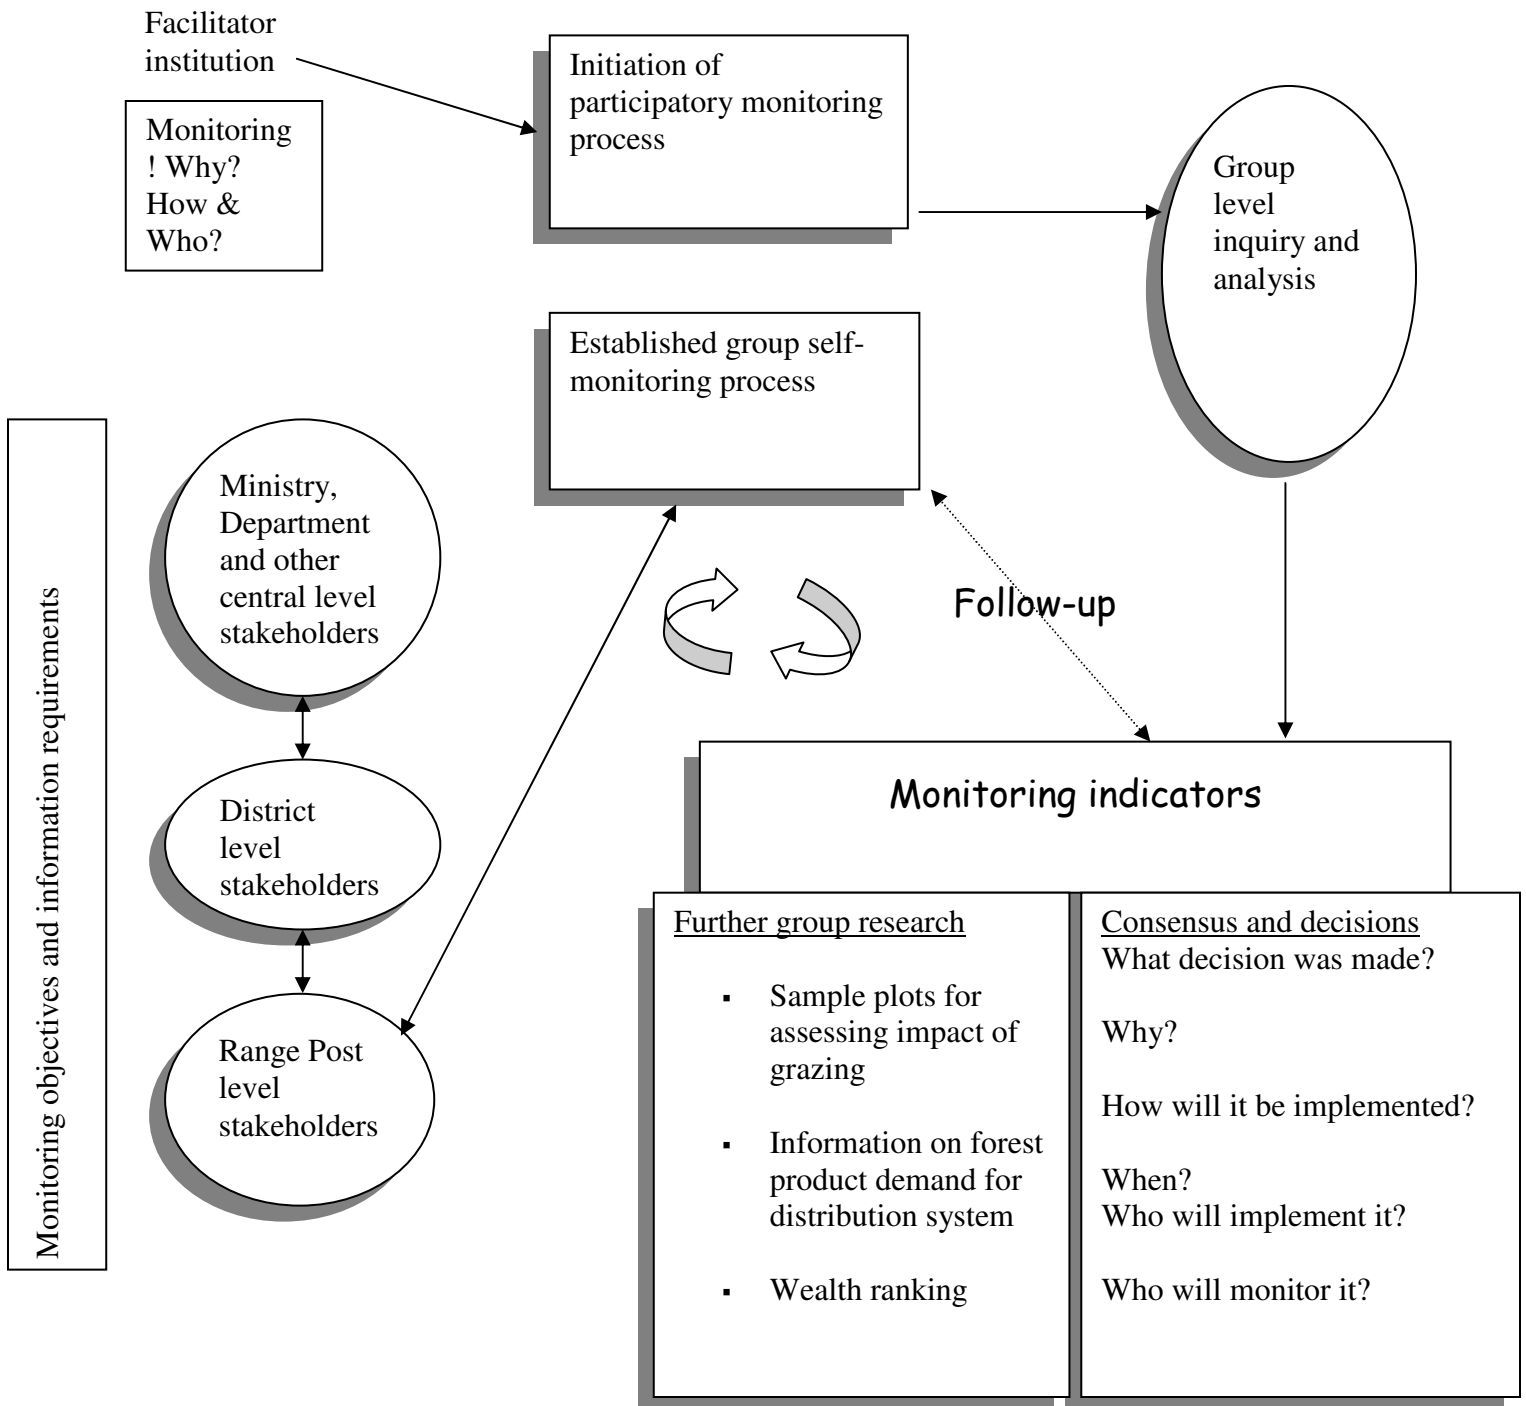 Facilitator
institution
Monitoring
! Why?
How &
Who?
Initiation of
participatory monitoring
process
Group
level
inquiry and
analysis
Established group self-
monitoring process
Monitoring objectives and information requirements
Ministry,
Department
and other
central level
stakeholders
District
level
stakeholders
Range Post
level
stakeholders
Follow-up
Monitoring indicators
Further group research
▪ Sample plots for
assessing impact of
grazing
▪ Information on forest
product demand for
distribution system
▪ Wealth ranking
Consensus and decisions
What decision was made?
Why?
How will it be implemented?
When?
Who will implement it?
Who will monitor it?